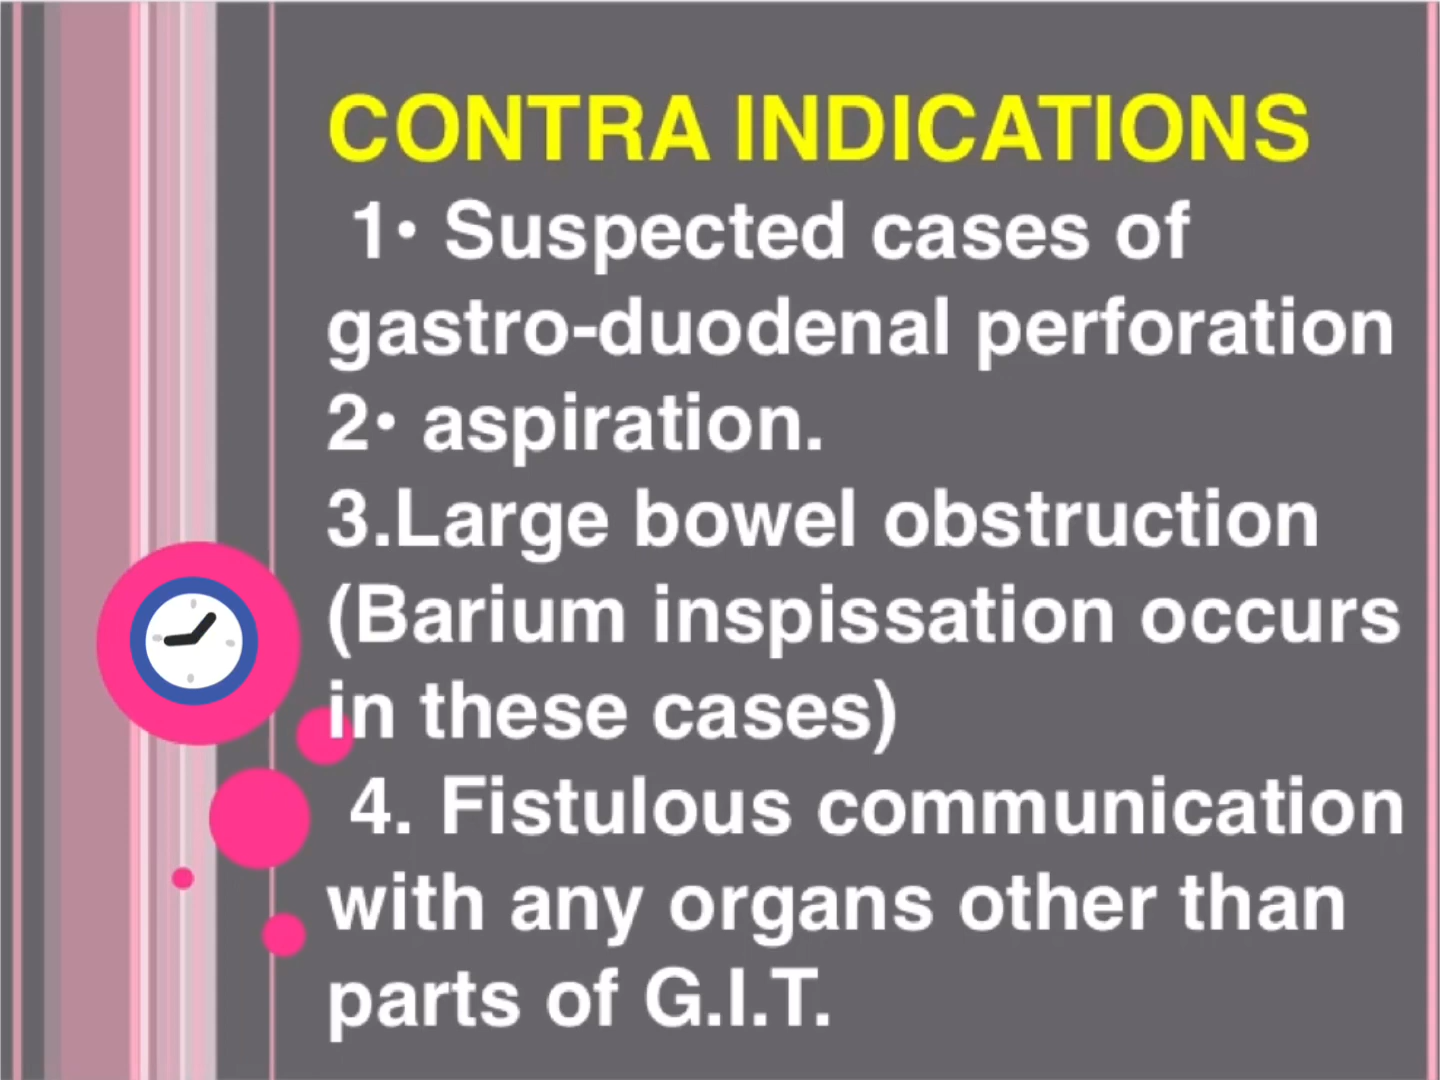 CONTRA INDICATIONS
1• Suspected cases of
gastro-duodenal perforation
2• aspiration.
3.Large bowel obstruction
(Barium inspissation occurs
in these cases)
4. Fistulous communication
with any organs other than
parts of G.I.T.